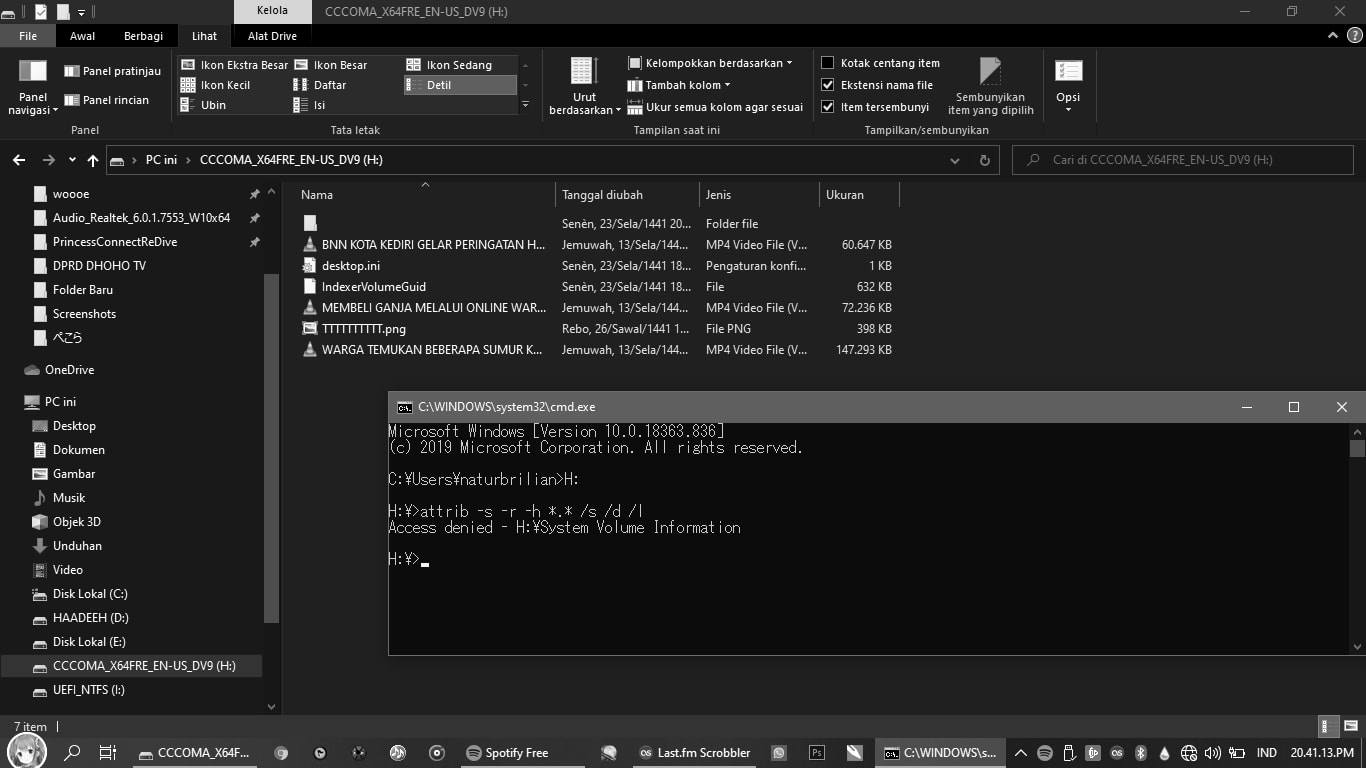 Kelola
CCCOMA_X64FRE_EN-US_DV9 (H:)
File Awal Berbagi Lihat Alat Drive
Panel navigasi
Panel pratinjau
Panel rincian
Panel
Ikon Ekstra Besar Ikon Besar Ikon Sedang
Ikon Kecil Daftar Detil
Ubin Isi
Tata letak
Urut berdasarkan
Kelompokkan berdasarkan
Tambah kolom
Ukur semua kolom agar sesuai
Tampilan saat ini
Kotak centang item
Ekstensi nama file
Item tersembunyi
Sembunyikan item yang dipilih
Tampilkan/sembunyikan
Opsi
PC ini > CCCOMA_X64FRE_EN-US_DV9 (H:)
Cari di CCCOMA_X64FRE_EN-US_DV9 (H:)
woooe
Audio_Realtek_6.0.1.7553_W10x64
PrincessConnectReDive
DPRD DHOHO TV
Folder Baru
Screenshots
ぺこら
OneDrive
PC ini
Desktop
Dokumen
Gambar
Musik
Objek 3D
Unduhan
Video
Disk Lokal (C:)
HAADEEH (D:)
Disk Lokal (E:)
CCCOMA_X64FRE_EN-US_DV9 (H:)
UEFI_NTFS (I:)
Nama Tanggal diubah Jenis Ukuran
Senèn, 23/Sela/1441 20... Folder file
BNN KOTA KEDIRI GELAR PERINGATAN H... Jemuwah, 13/Sela/144... MP4 Video File (V... 60.647 KB
desktop.ini Senèn, 23/Sela/1441 18... Pengaturan konfi... 1 KB
IndexerVolumeGuid Senèn, 23/Sela/1441 18... File 632 KB
MEMBELI GANJA MELALUI ONLINE WAR... Jemuwah, 13/Sela/144... MP4 Video File (V... 72.236 KB
TTTTTTTTTT.png Rebo, 26/Sawal/1441 1... File PNG 398 KB
WARGA TEMUKAN BEBERAPA SUMUR K... Jemuwah, 13/Sela/144... MP4 Video File (V... 147.293 KB
C:\WINDOWS\system32\cmd.exe
Microsoft Windows [Version 10.0.18363.836]
(c) 2019 Microsoft Corporation. All rights reserved.
C:¥Users¥naturbrilian>H:
H:¥>attrib -s -r -h *.* /s /d /l
Access denied - H:¥System Volume Information
H:¥>
7 item
CCCOMA_X64F... Spotify Free Last.fm Scrobbler C:\WINDOWS\s... IND 20.41.13.PM